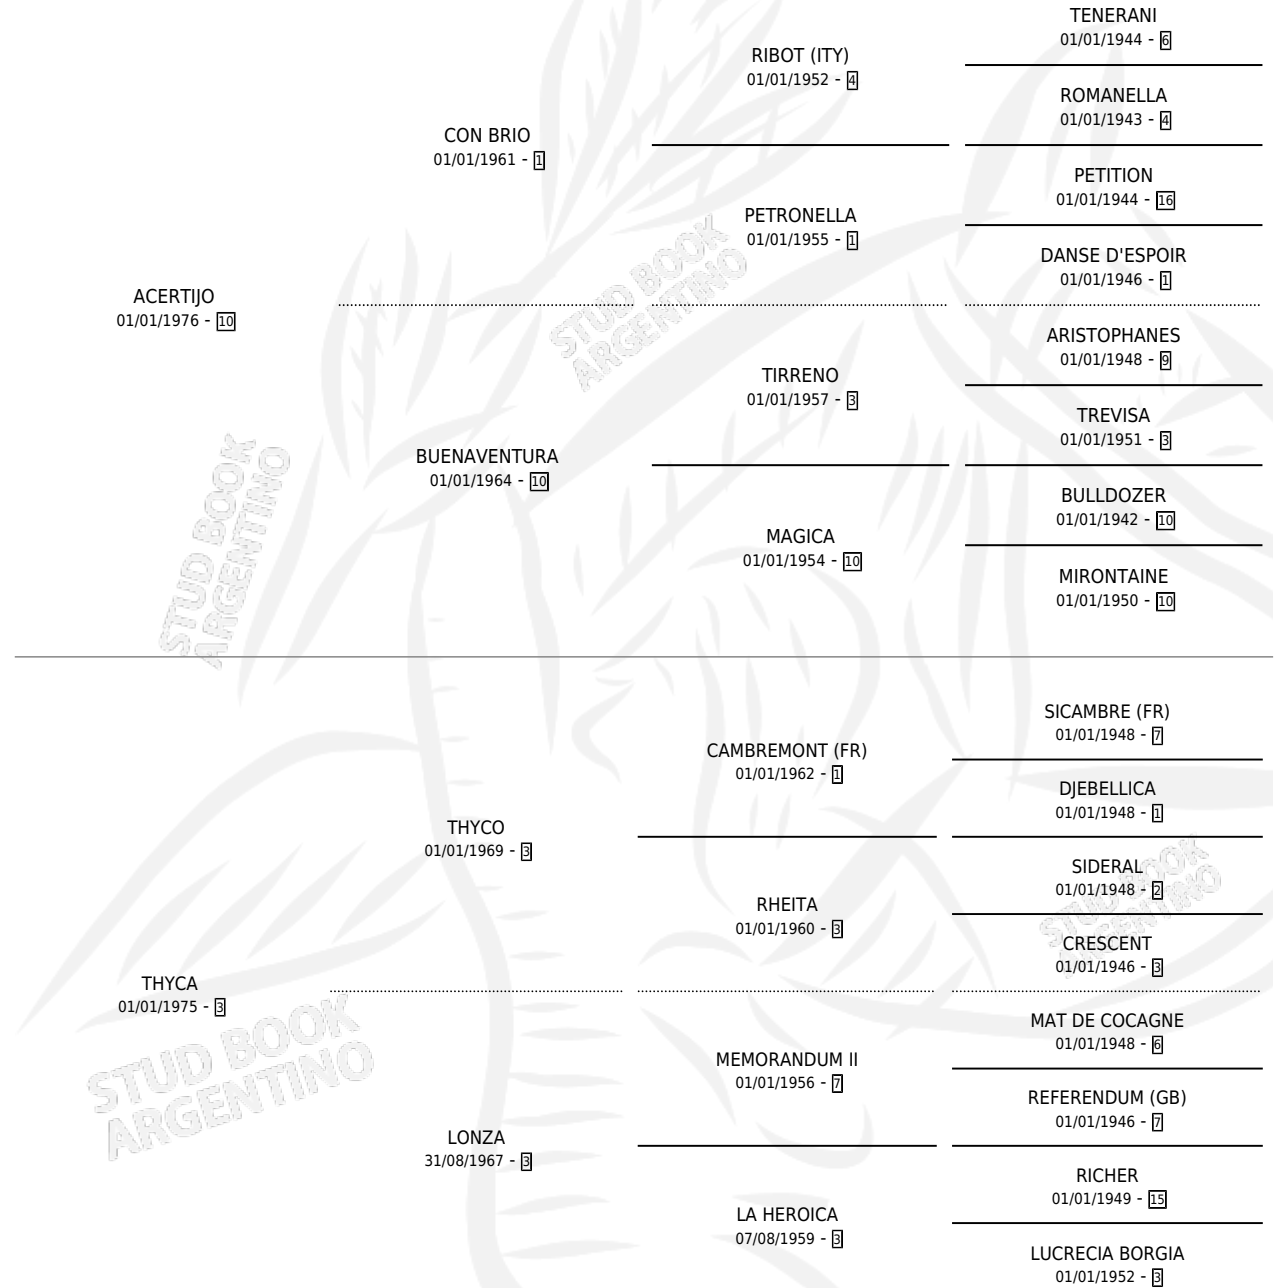 TENERANI
01/01/1944 - 6
RIBOT (ITY)
01/01/1952 - 4
ROMANELLA
01/01/1943 - 4
CON BRIO
01/01/1961 - 1
PETITION
01/01/1944 - 16
PETRONELLA
01/01/1955 - 1
DANSE D'ESPOIR
01/01/1946 - 1
ACERTIJO
01/01/1976 - 10
STUD BOOK
ARGENTINO
ARISTOPHANES
01/01/1948 - 9
TIRRENO
01/01/1957 - 3
TREVISA
01/01/1951 - 3
BUENAVENTURA
01/01/1964 - 10
BULLDOZER
01/01/1942 - 10
MAGICA
01/01/1954 - 10
MIRONTAINE
01/01/1950 - 10
STUD BOOK
ARGENTINO
SICAMBRE (FR)
01/01/1948 - 7
CAMBREMONT (FR)
01/01/1962 - 1
DJEBELLICA
01/01/1948 - 1
THYCO
01/01/1969 - 3
SIDERAL
01/01/1948 - 2
RHEITA
01/01/1960 - 3
STUD BOOK
ARGENTINO
CRESCENT
01/01/1946 - 3
THYCA
01/01/1975 - 3
STUD BOOK
ARGENTINO
MAT DE COCAGNE
01/01/1948 - 6
MEMORANDUM II
01/01/1956 - 7
REFERENDUM (GB)
01/01/1946 - 7
LONZA
31/08/1967 - 3
RICHER
01/01/1949 - 15
LA HEROICA
07/08/1959 - 3
LUCRECIA BORGIA
01/01/1952 - 3